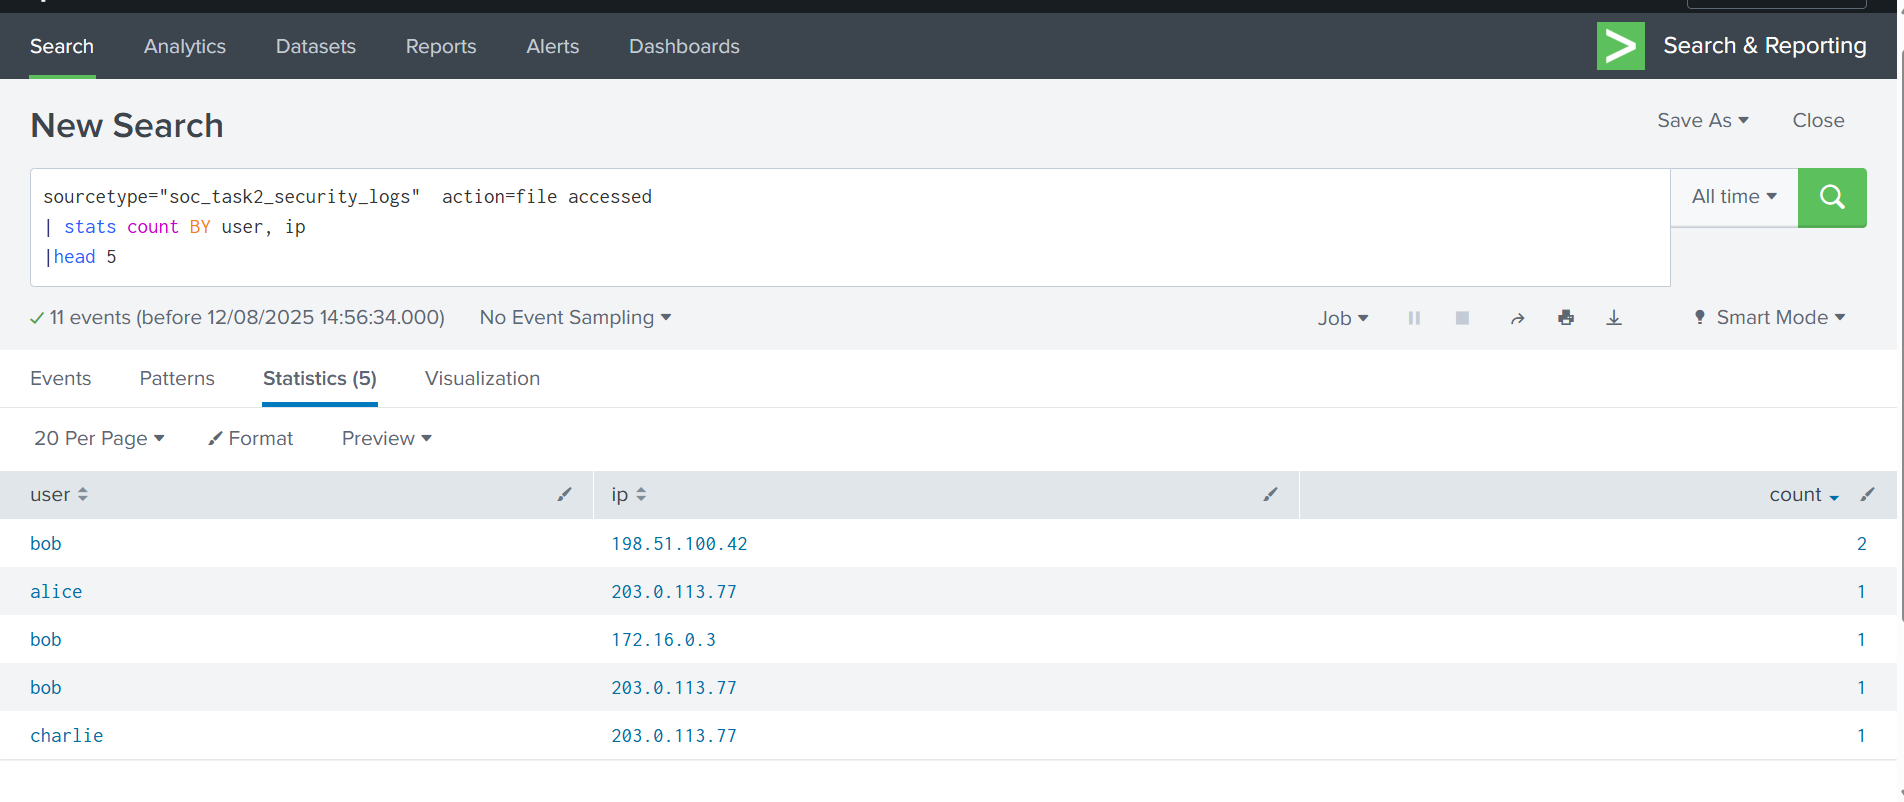 Search Analytics Datasets Reports Alerts Dashboards > Search & Reporting
New Search Save As Close
sourcetype="soc_task2_security_logs"  action=file accessed All time
| stats count BY user, ip
|head 5
11 events (before 12/08/2025 14:56:34.000) No Event Sampling Job Smart Mode
Events Patterns Statistics (5) Visualization
20 Per Page Format Preview
user ip count
bob 198.51.100.42 2
alice 203.0.113.77 1
bob 172.16.0.3 1
bob 203.0.113.77 1
charlie 203.0.113.77 1